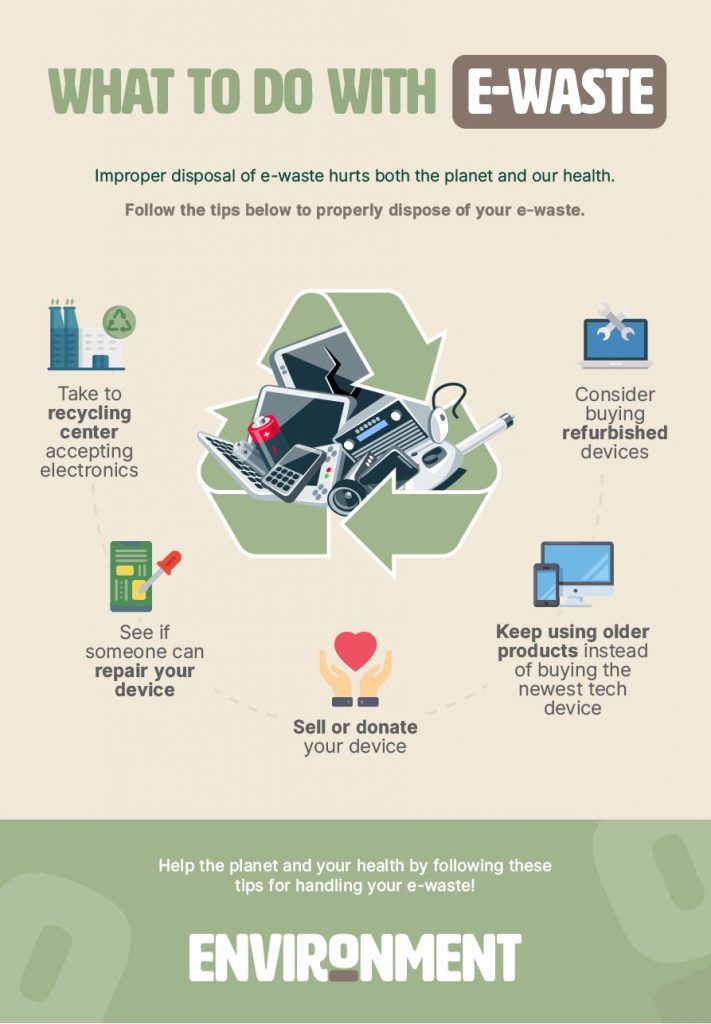 WHAT TO DO WITH E-WASTE
Improper disposal of e-waste hurts both the planet and our health.
Follow the tips below to properly dispose of your e-waste.
Take to
recycling
center
accepting
electronics
See if
someone can
repair your
device
Sell or donate
your device
Keep using older
products instead
of buying the
newest tech
device
Consider
buying
refurbished
devices
Help the planet and your health by following these
tips for handling your e-waste!
ENVIRONMENT